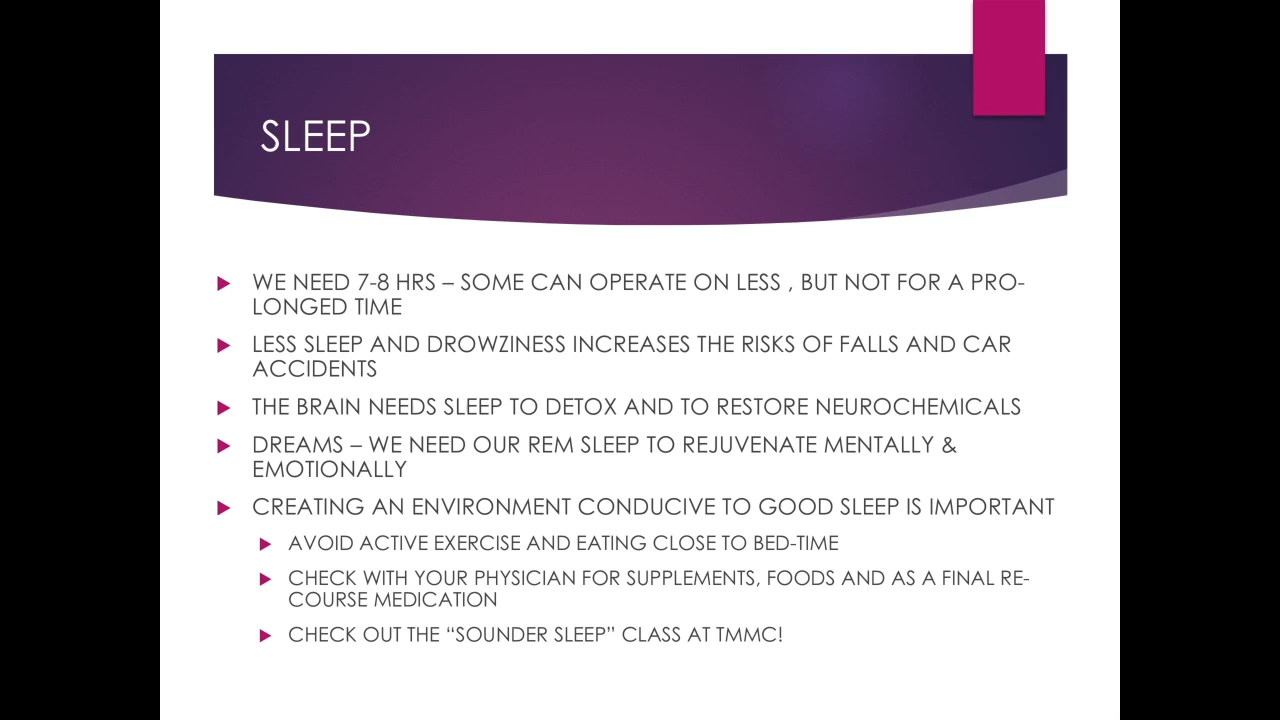 SLEEP
WE NEED 7-8 HRS – SOME CAN OPERATE ON LESS , BUT NOT FOR A PRO-
LONGED TIME
LESS SLEEP AND DROWZINESS INCREASES THE RISKS OF FALLS AND CAR
ACCIDENTS
THE BRAIN NEEDS SLEEP TO DETOX AND TO RESTORE NEUROCHEMICALS
DREAMS – WE NEED OUR REM SLEEP TO REJUVENATE MENTALLY &
EMOTIONALLY
CREATING AN ENVIRONMENT CONDUCIVE TO GOOD SLEEP IS IMPORTANT
AVOID ACTIVE EXERCISE AND EATING CLOSE TO BED-TIME
CHECK WITH YOUR PHYSICIAN FOR SUPPLEMENTS, FOODS AND AS A FINAL RE-
COURSE MEDICATION
CHECK OUT THE “SOUNDER SLEEP” CLASS AT TMMC!